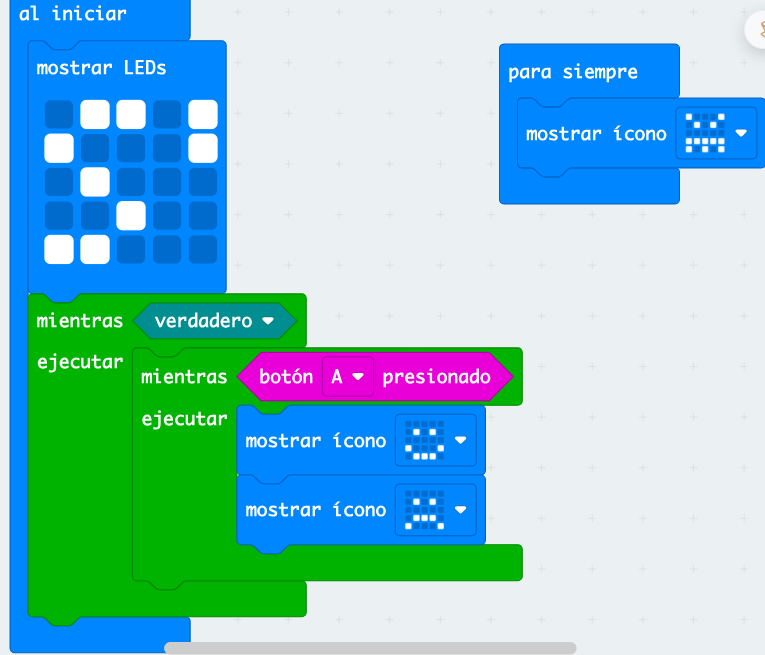 al iniciar
mostrar LEDs
mientras verdadero
ejecutar
mientras botón A presionado
ejecutar
mostrar ícono
mostrar ícono
para siempre
mostrar ícono